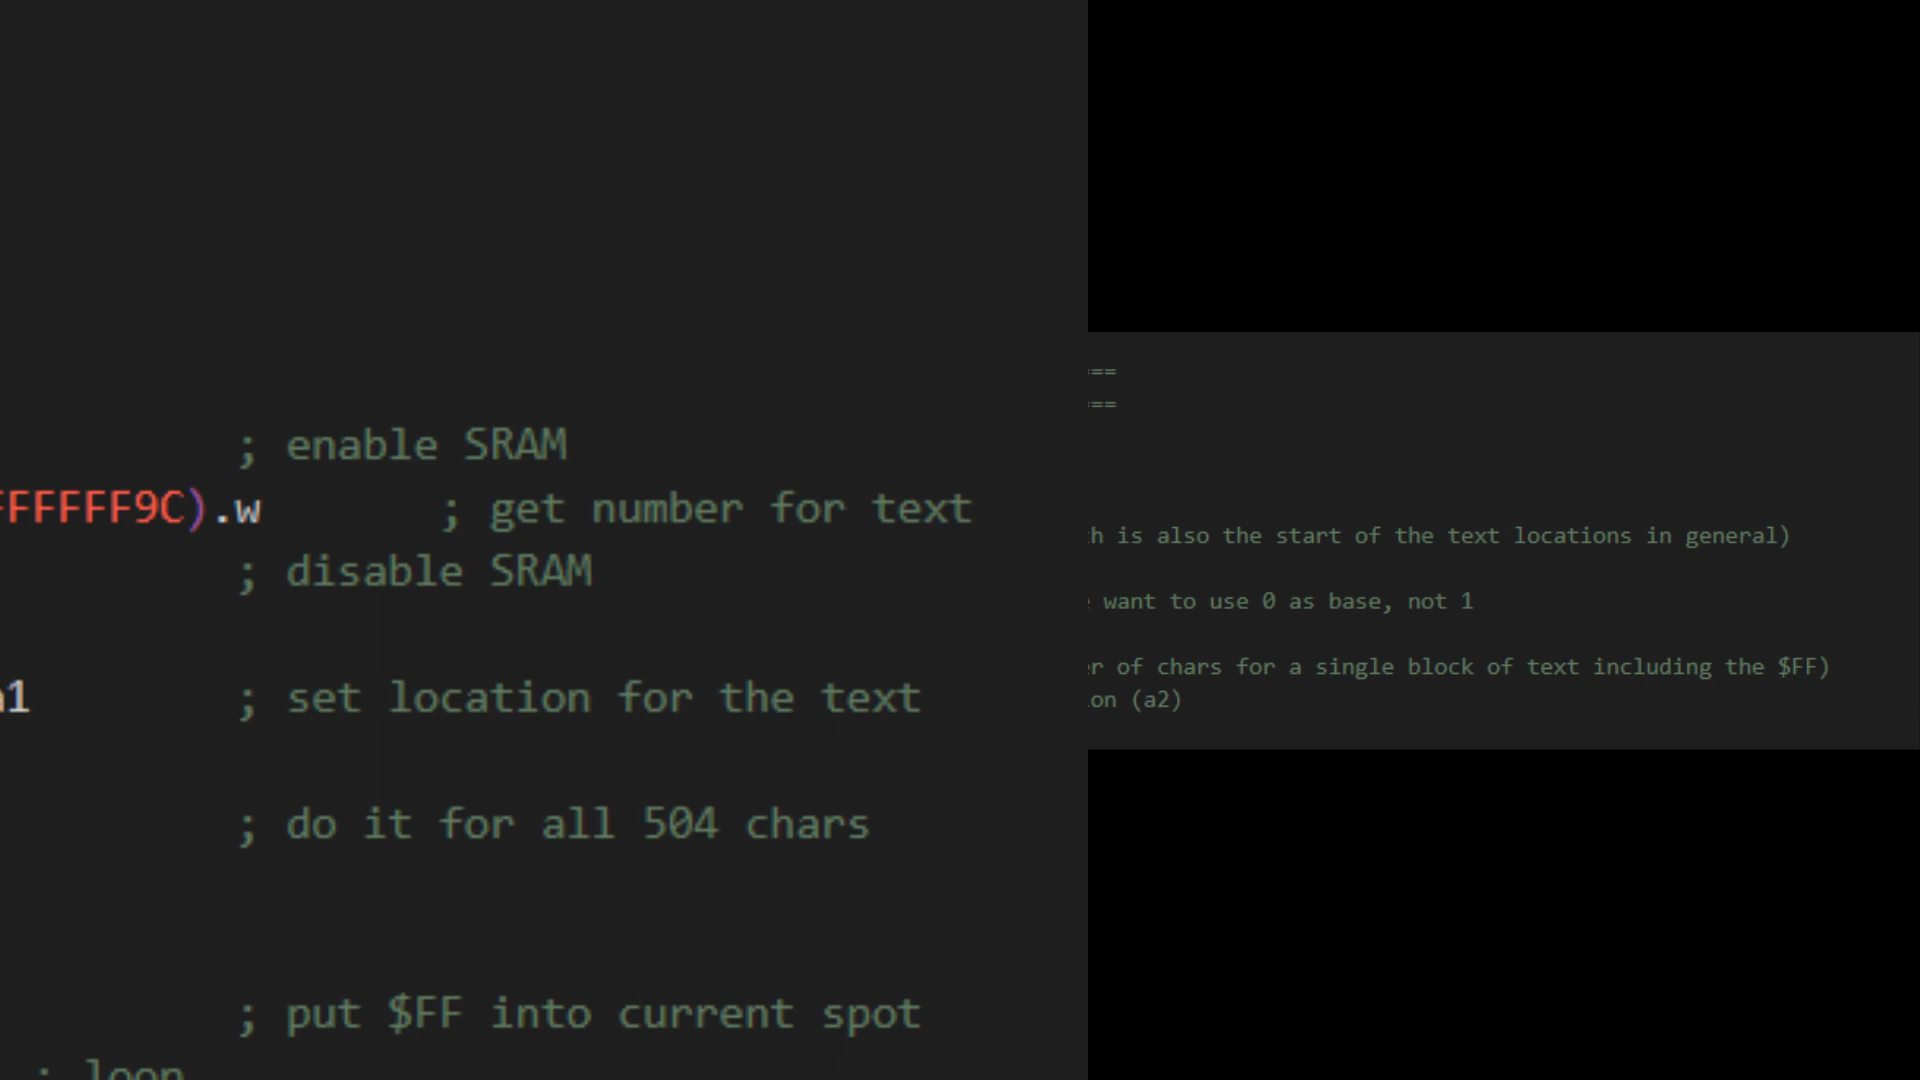 ; enable SRAM
FFFFFF9C).w ; get number for text
; disable SRAM
1 ; set location for the text
; do it for all 504 chars
; put $FF into current spot
; loop
==
==
h is also the start of the text locations in general)
want to use 0 as base, not 1
r of chars for a single block of text including the $FF)
on (a2)